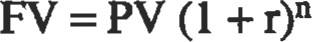 FV = PV (1 + r)ⁿ